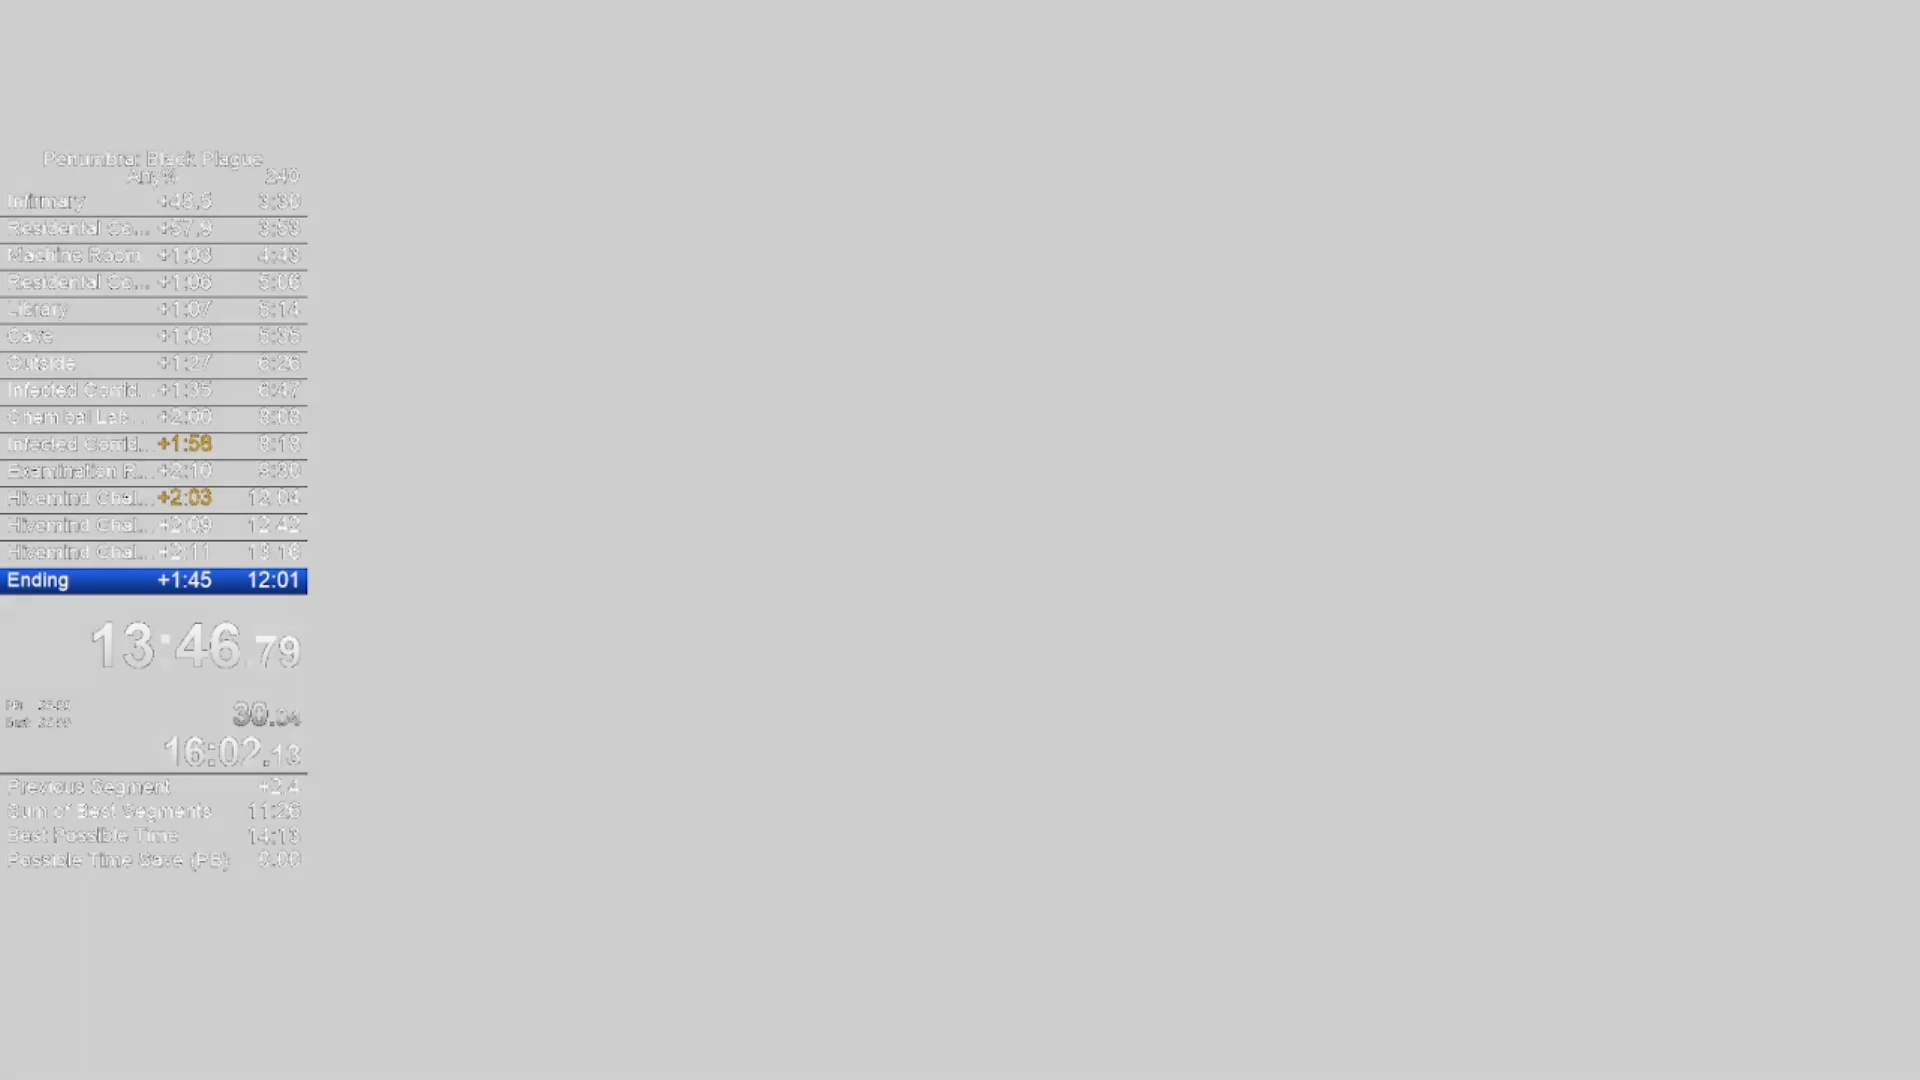 Penumbra: Black Plague
Any% 240
Infirmary +48.5 3:30
Residental Co... +57.9 3:53
Machine Room +1:03 4:43
Residental Co... +1:06 5:06
Library +1:07 5:14
Cave +1:08 5:35
Outside +1:27 6:26
Infected Corrid... +1:35 6:47
Chemical Lab... +2:00 8:08
Infected Corrid... +1:58 8:18
Examination R... +2:10 9:30
Hivemind Chal... +2:03 12:04
Hivemind Chal... +2:09 12:42
Hivemind Chal... +2:11 13:16
Ending +1:45 12:01
13:46.79
30.04
16:02.13
Previous Segment +2.4
Sum of Best Segments 11:26
Best Possible Time 14:13
Possible Time Save (PB) 0.00